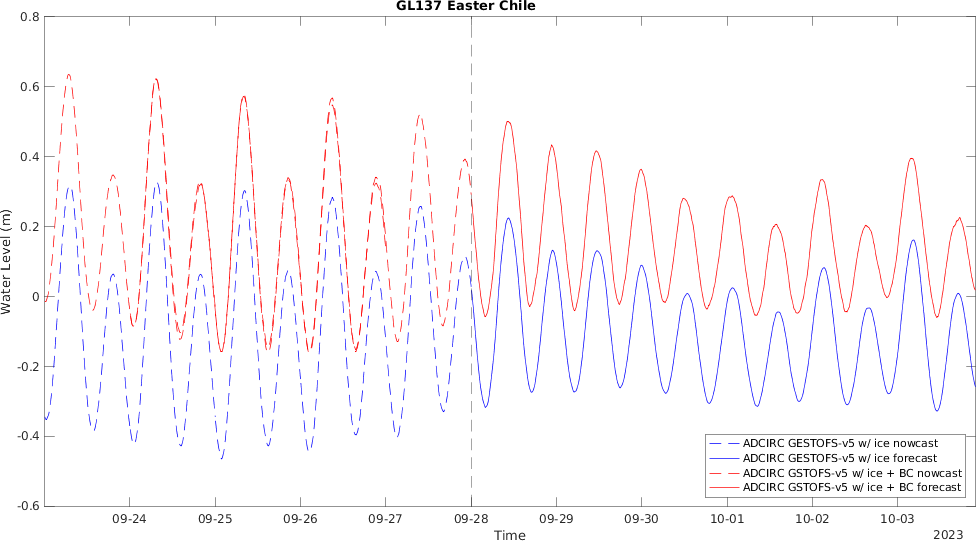 GL137 Easter Chile
Water Level (m)
0.8
0.6
0.4
0.2
0
-0.2
-0.4
-0.6
ADCIRC GESTOFS-v5 w/ ice nowcast
ADCIRC GESTOFS-v5 w/ ice forecast
ADCIRC GSTOFS-v5 w/ ice + BC nowcast
ADCIRC GSTOFS-v5 w/ ice + BC forecast
09-24 09-25 09-26 09-27 09-28 09-29 09-30 10-01 10-02 10-03
Time
2023